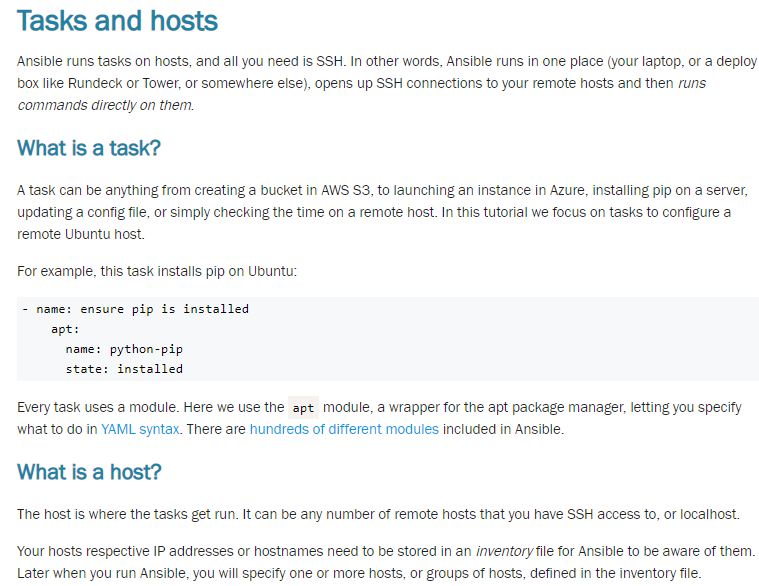 Tasks and hosts
Ansible runs tasks on hosts, and all you need is SSH. In other words, Ansible runs in one place (your laptop, or a deploy
box like Rundeck or Tower, or somewhere else), opens up SSH connections to your remote hosts and then runs
commands directly on them.
What is a task?
A task can be anything from creating a bucket in AWS S3, to launching an instance in Azure, installing pip on a server,
updating a config file, or simply checking the time on a remote host. In this tutorial we focus on tasks to configure a
remote Ubuntu host.
For example, this task installs pip on Ubuntu:
- name: ensure pip is installed
    apt:
      name: python-pip
      state: installed
Every task uses a module. Here we use the apt module, a wrapper for the apt package manager, letting you specify
what to do in YAML syntax. There are hundreds of different modules included in Ansible.
What is a host?
The host is where the tasks get run. It can be any number of remote hosts that you have SSH access to, or localhost.
Your hosts respective IP addresses or hostnames need to be stored in an inventory file for Ansible to be aware of them.
Later when you run Ansible, you will specify one or more hosts, or groups of hosts, defined in the inventory file.